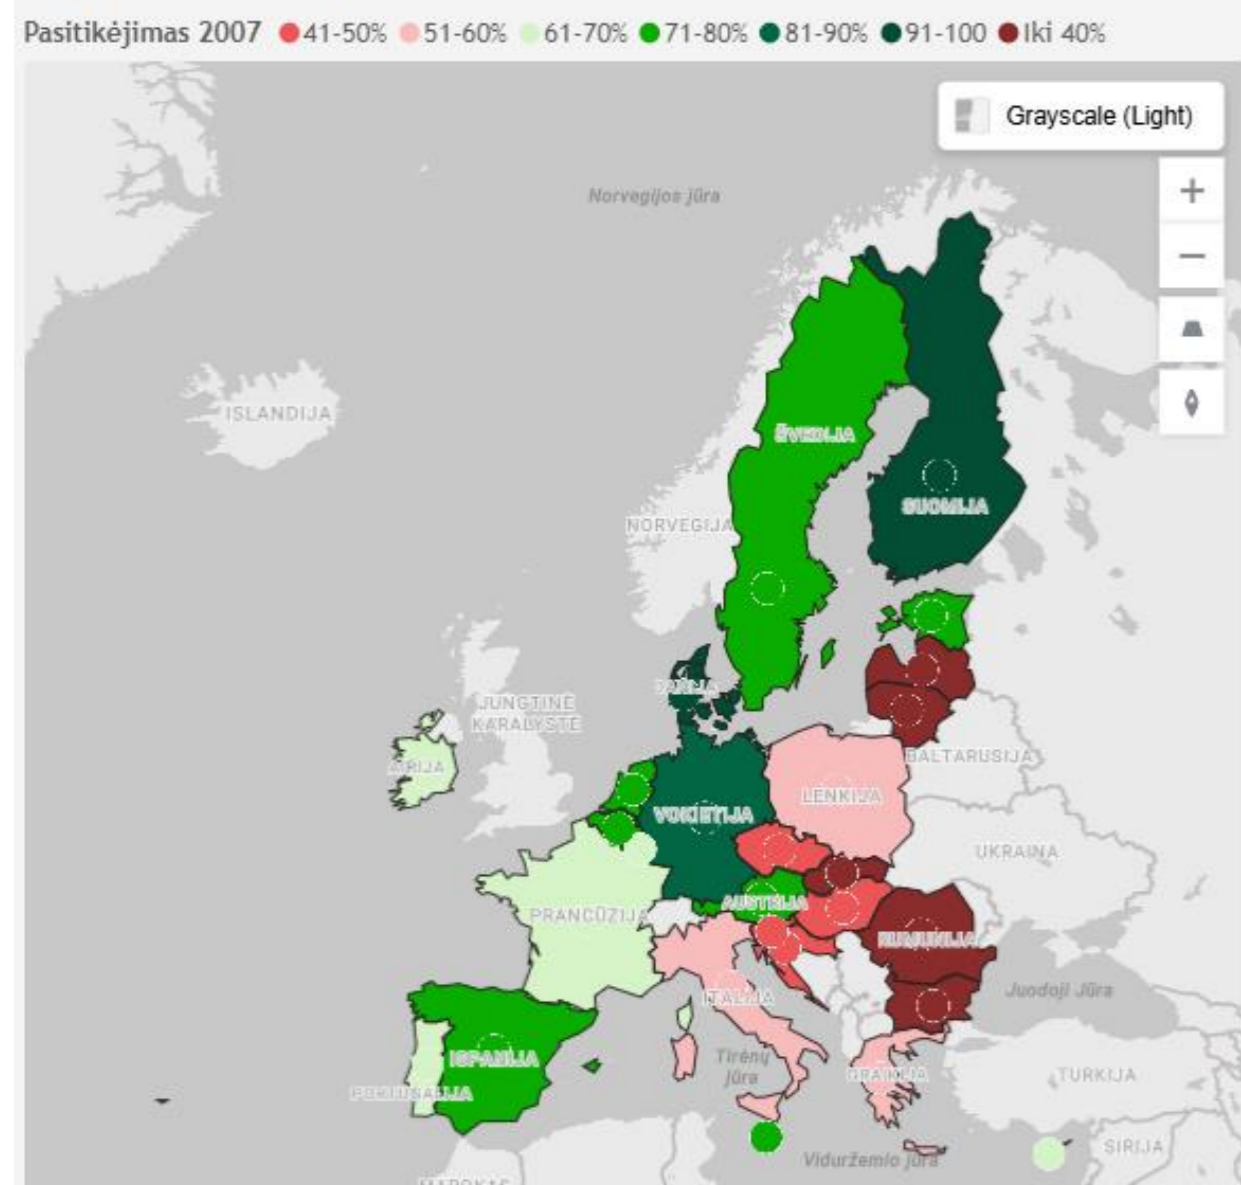 Pasitikėjimas 2007 41-50% 51-60% 61-70% 71-80% 81-90% 91-100 Iki 40%
Grayscale (Light)
+
Norvegijos jūra
−
ISLANDIJA
ŠVEDIJA
SUOMIJA
NORVEGIJA
DANIJA
JUNGTINĖ
KARALYSTĖ
BALTARUSIJA
AIRIJA
LENKIJA
VOKIETIJA
UKRAINA
AUSTRIJA
PRANCŪZIJA
RUMUNIJA
Juodoji Jūra
ITALIJA
ISPANIJA
Tirėnų
jūra
GRAIKIJA
TURKIJA
PORTUGALIJA
SIRIJA
Viduržemio jūra
MAROKAS